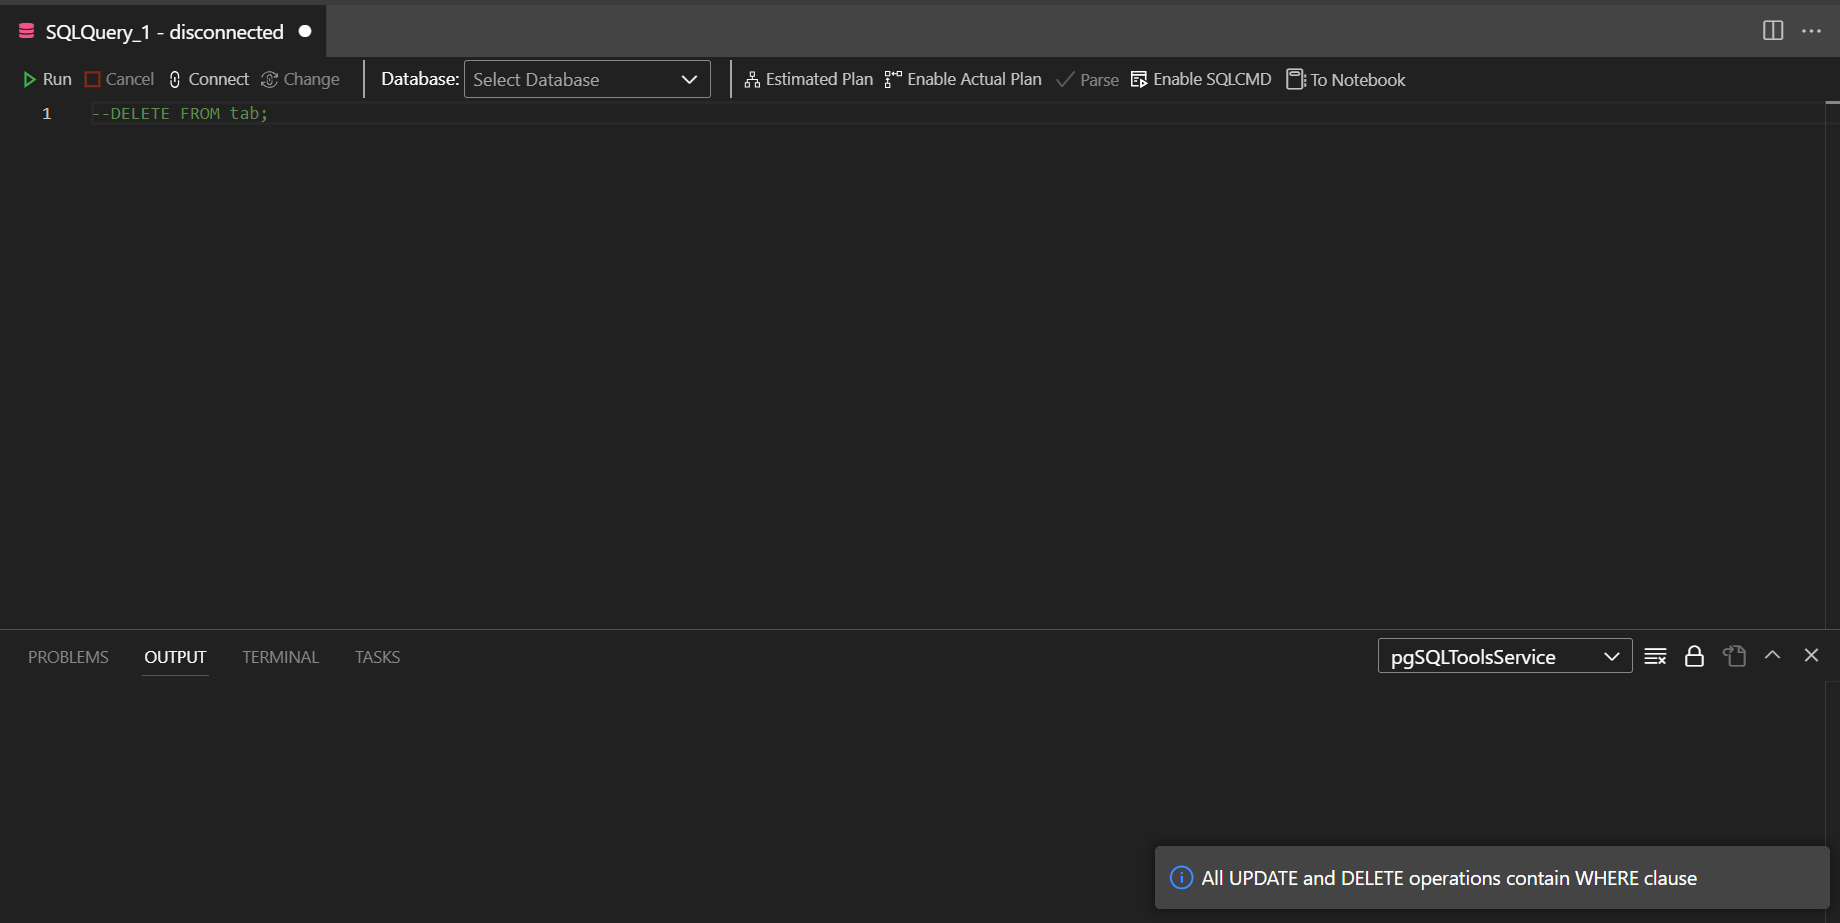 SQLQuery_1 - disconnected
Run Cancel Connect Change Database: Select Database Estimated Plan Enable Actual Plan Parse Enable SQLCMD To Notebook
1 --DELETE FROM tab;
PROBLEMS OUTPUT TERMINAL TASKS pgSQLToolsService
All UPDATE and DELETE operations contain WHERE clause